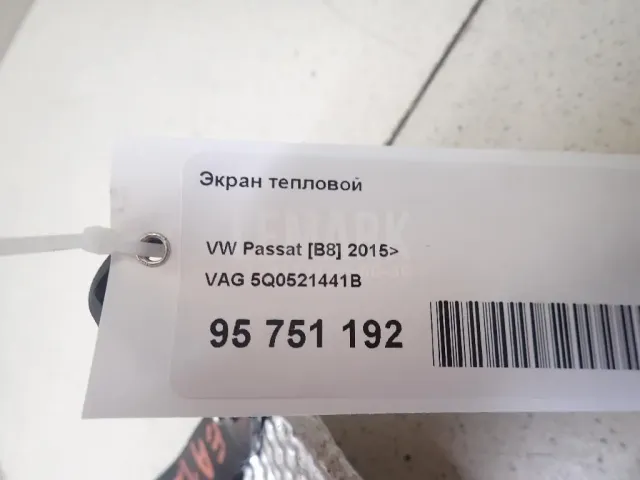 Экран тепловой
VW Passat [B8] 2015>
VAG 5Q0521441B
95 751 192